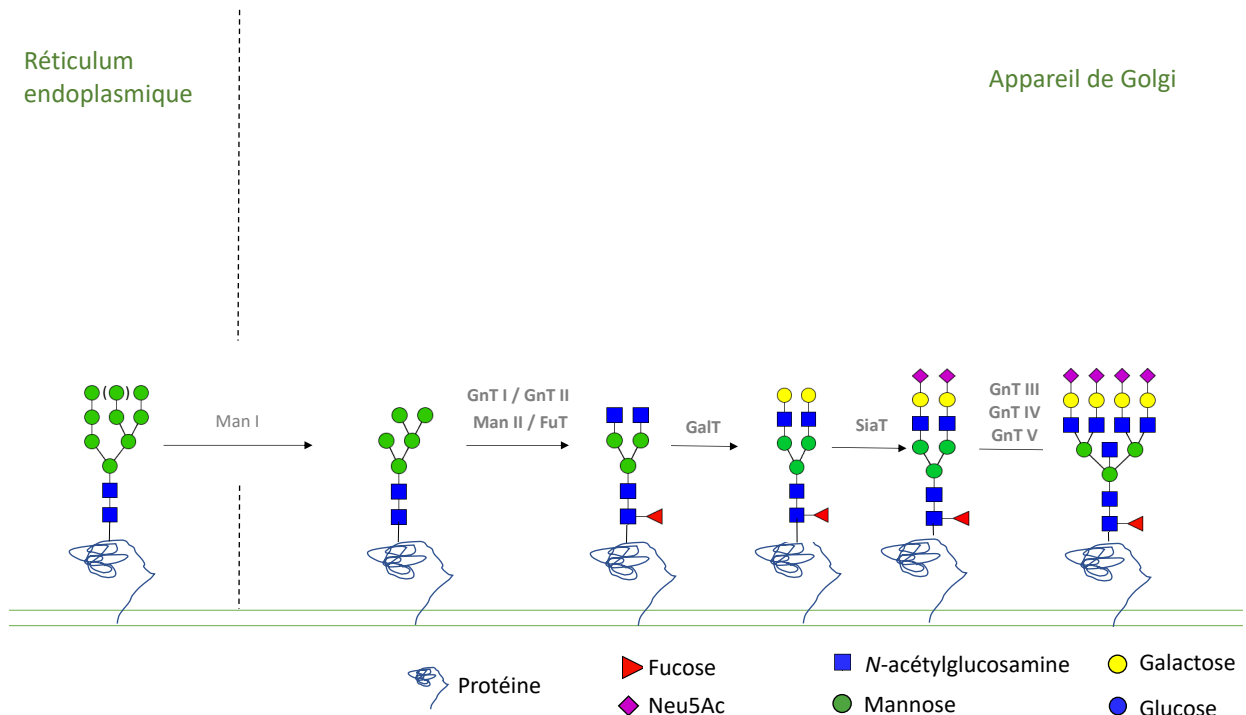 Réticulum
endoplasmique
Appareil de Golgi
Man I
GnT I / GnT II
Man II / FuT
GalT
SiaT
GnT III
GnT IV
GnT V
( )
Protéine
Fucose
Neu5Ac
N-acétylglucosamine
Mannose
Galactose
Glucose